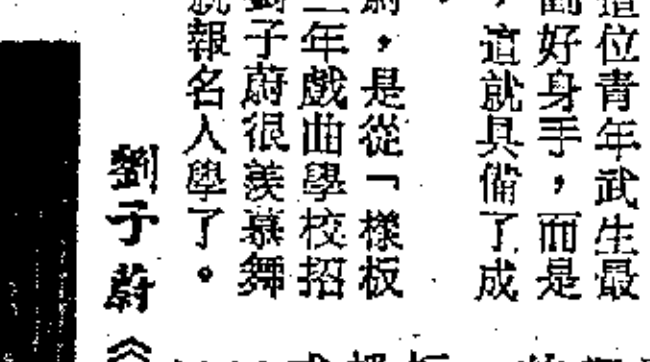 這位青年武生最
副好身手，而是
，這就具備了成
蔚，是從「樣板
年戲曲學校招
劉子蔚很羨慕舞
就報名入學了。
劉子蔚《